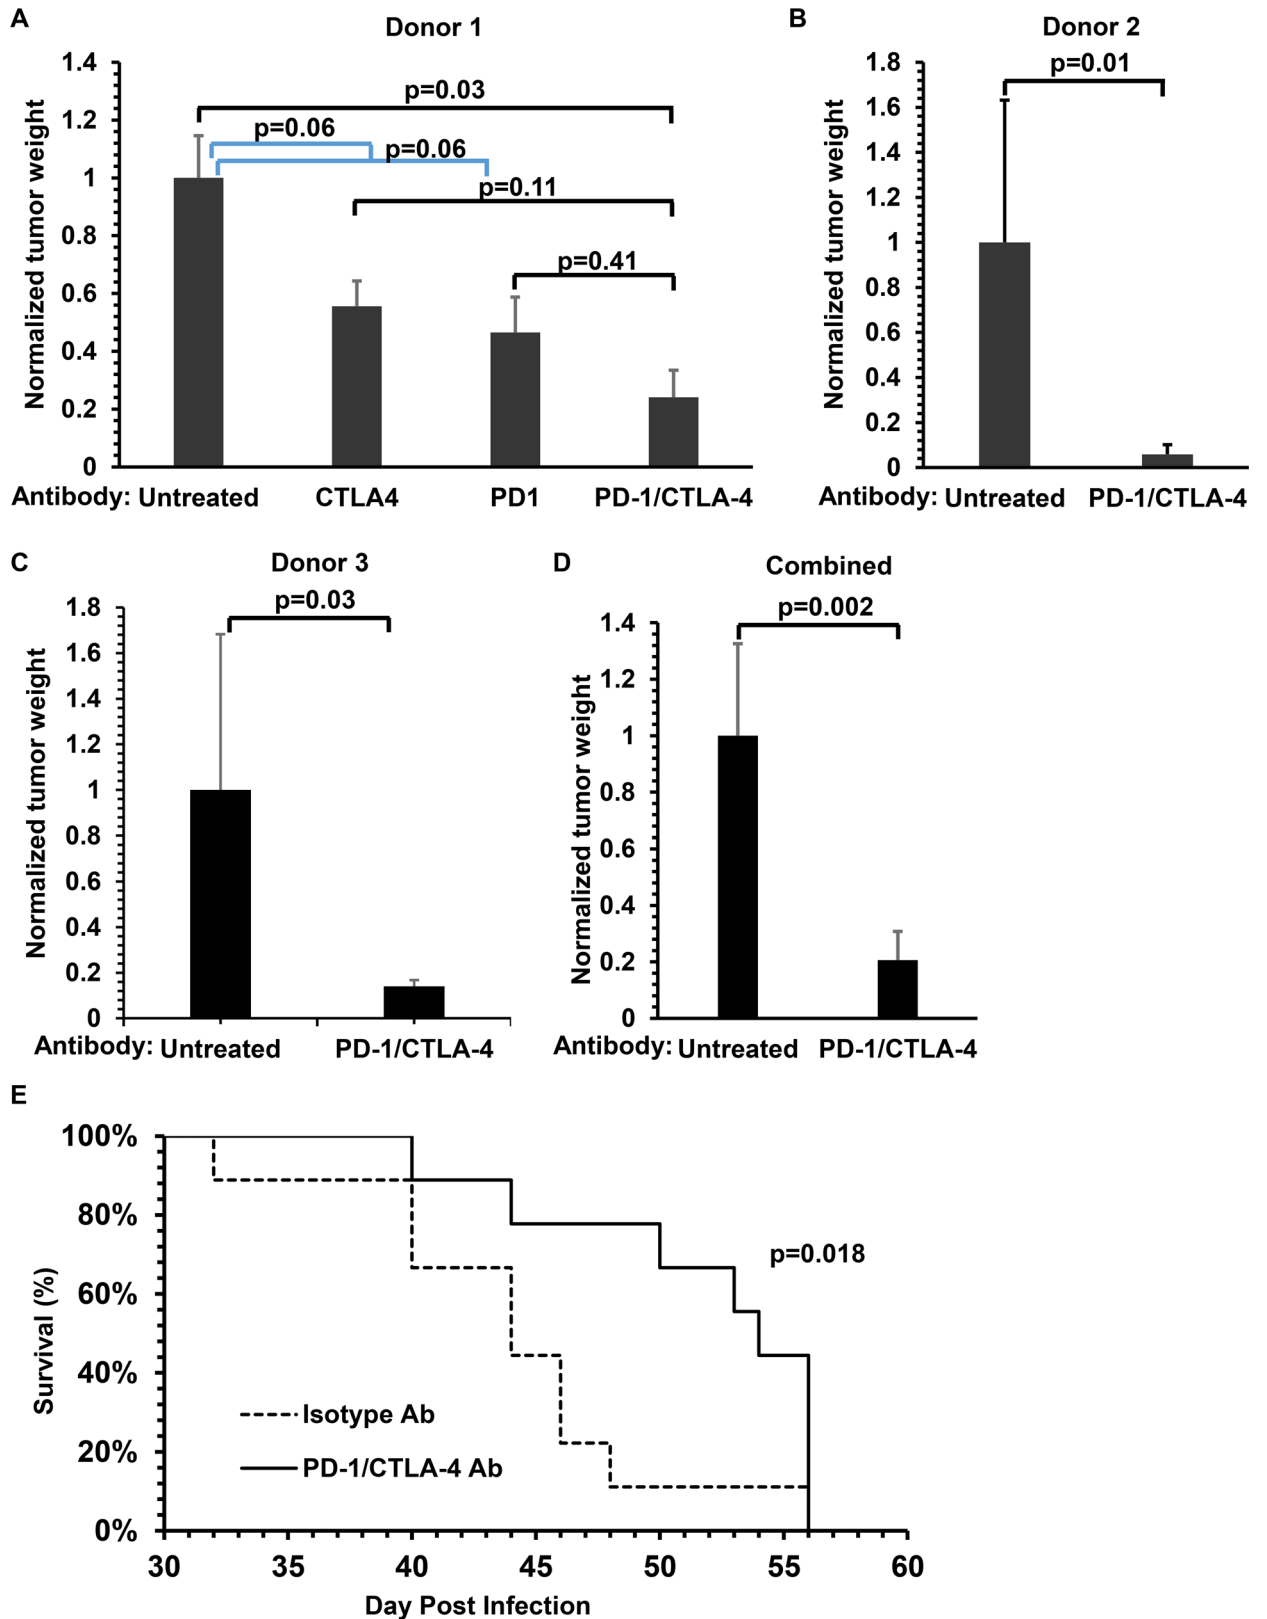 A
Donor 1
Normalized tumor weight
1.4
1.2
1
0.8
0.6
0.4
0.2
0
p=0.03
p=0.06
p=0.06
p=0.11
p=0.41
Antibody: Untreated CTLA4 PD1 PD-1/CTLA-4
B
Donor 2
Normalized tumor weight
1.8
1.6
1.4
1.2
1
0.8
0.6
0.4
0.2
0
p=0.01
Antibody: Untreated PD-1/CTLA-4
C
Donor 3
Normalized tumor weight
1.8
1.6
1.4
1.2
1
0.8
0.6
0.4
0.2
0
p=0.03
Antibody: Untreated PD-1/CTLA-4
D
Combined
Normalized tumor weight
1.4
1.2
1
0.8
0.6
0.4
0.2
0
p=0.002
Antibody: Untreated PD-1/CTLA-4
E
Survival (%)
100%
80%
60%
40%
20%
0%
p=0.018
Isotype Ab
PD-1/CTLA-4 Ab
30 35 40 45 50 55 60
Day Post Infection